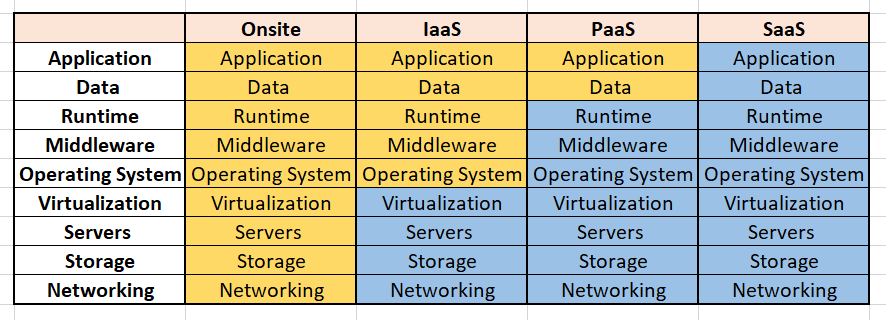 Onsite IaaS PaaS SaaS
Application Application Application Application Application
Data Data Data Data Data
Runtime Runtime Runtime Runtime Runtime
Middleware Middleware Middleware Middleware Middleware
Operating System Operating System Operating System Operating System Operating System
Virtualization Virtualization Virtualization Virtualization Virtualization
Servers Servers Servers Servers Servers
Storage Storage Storage Storage Storage
Networking Networking Networking Networking Networking